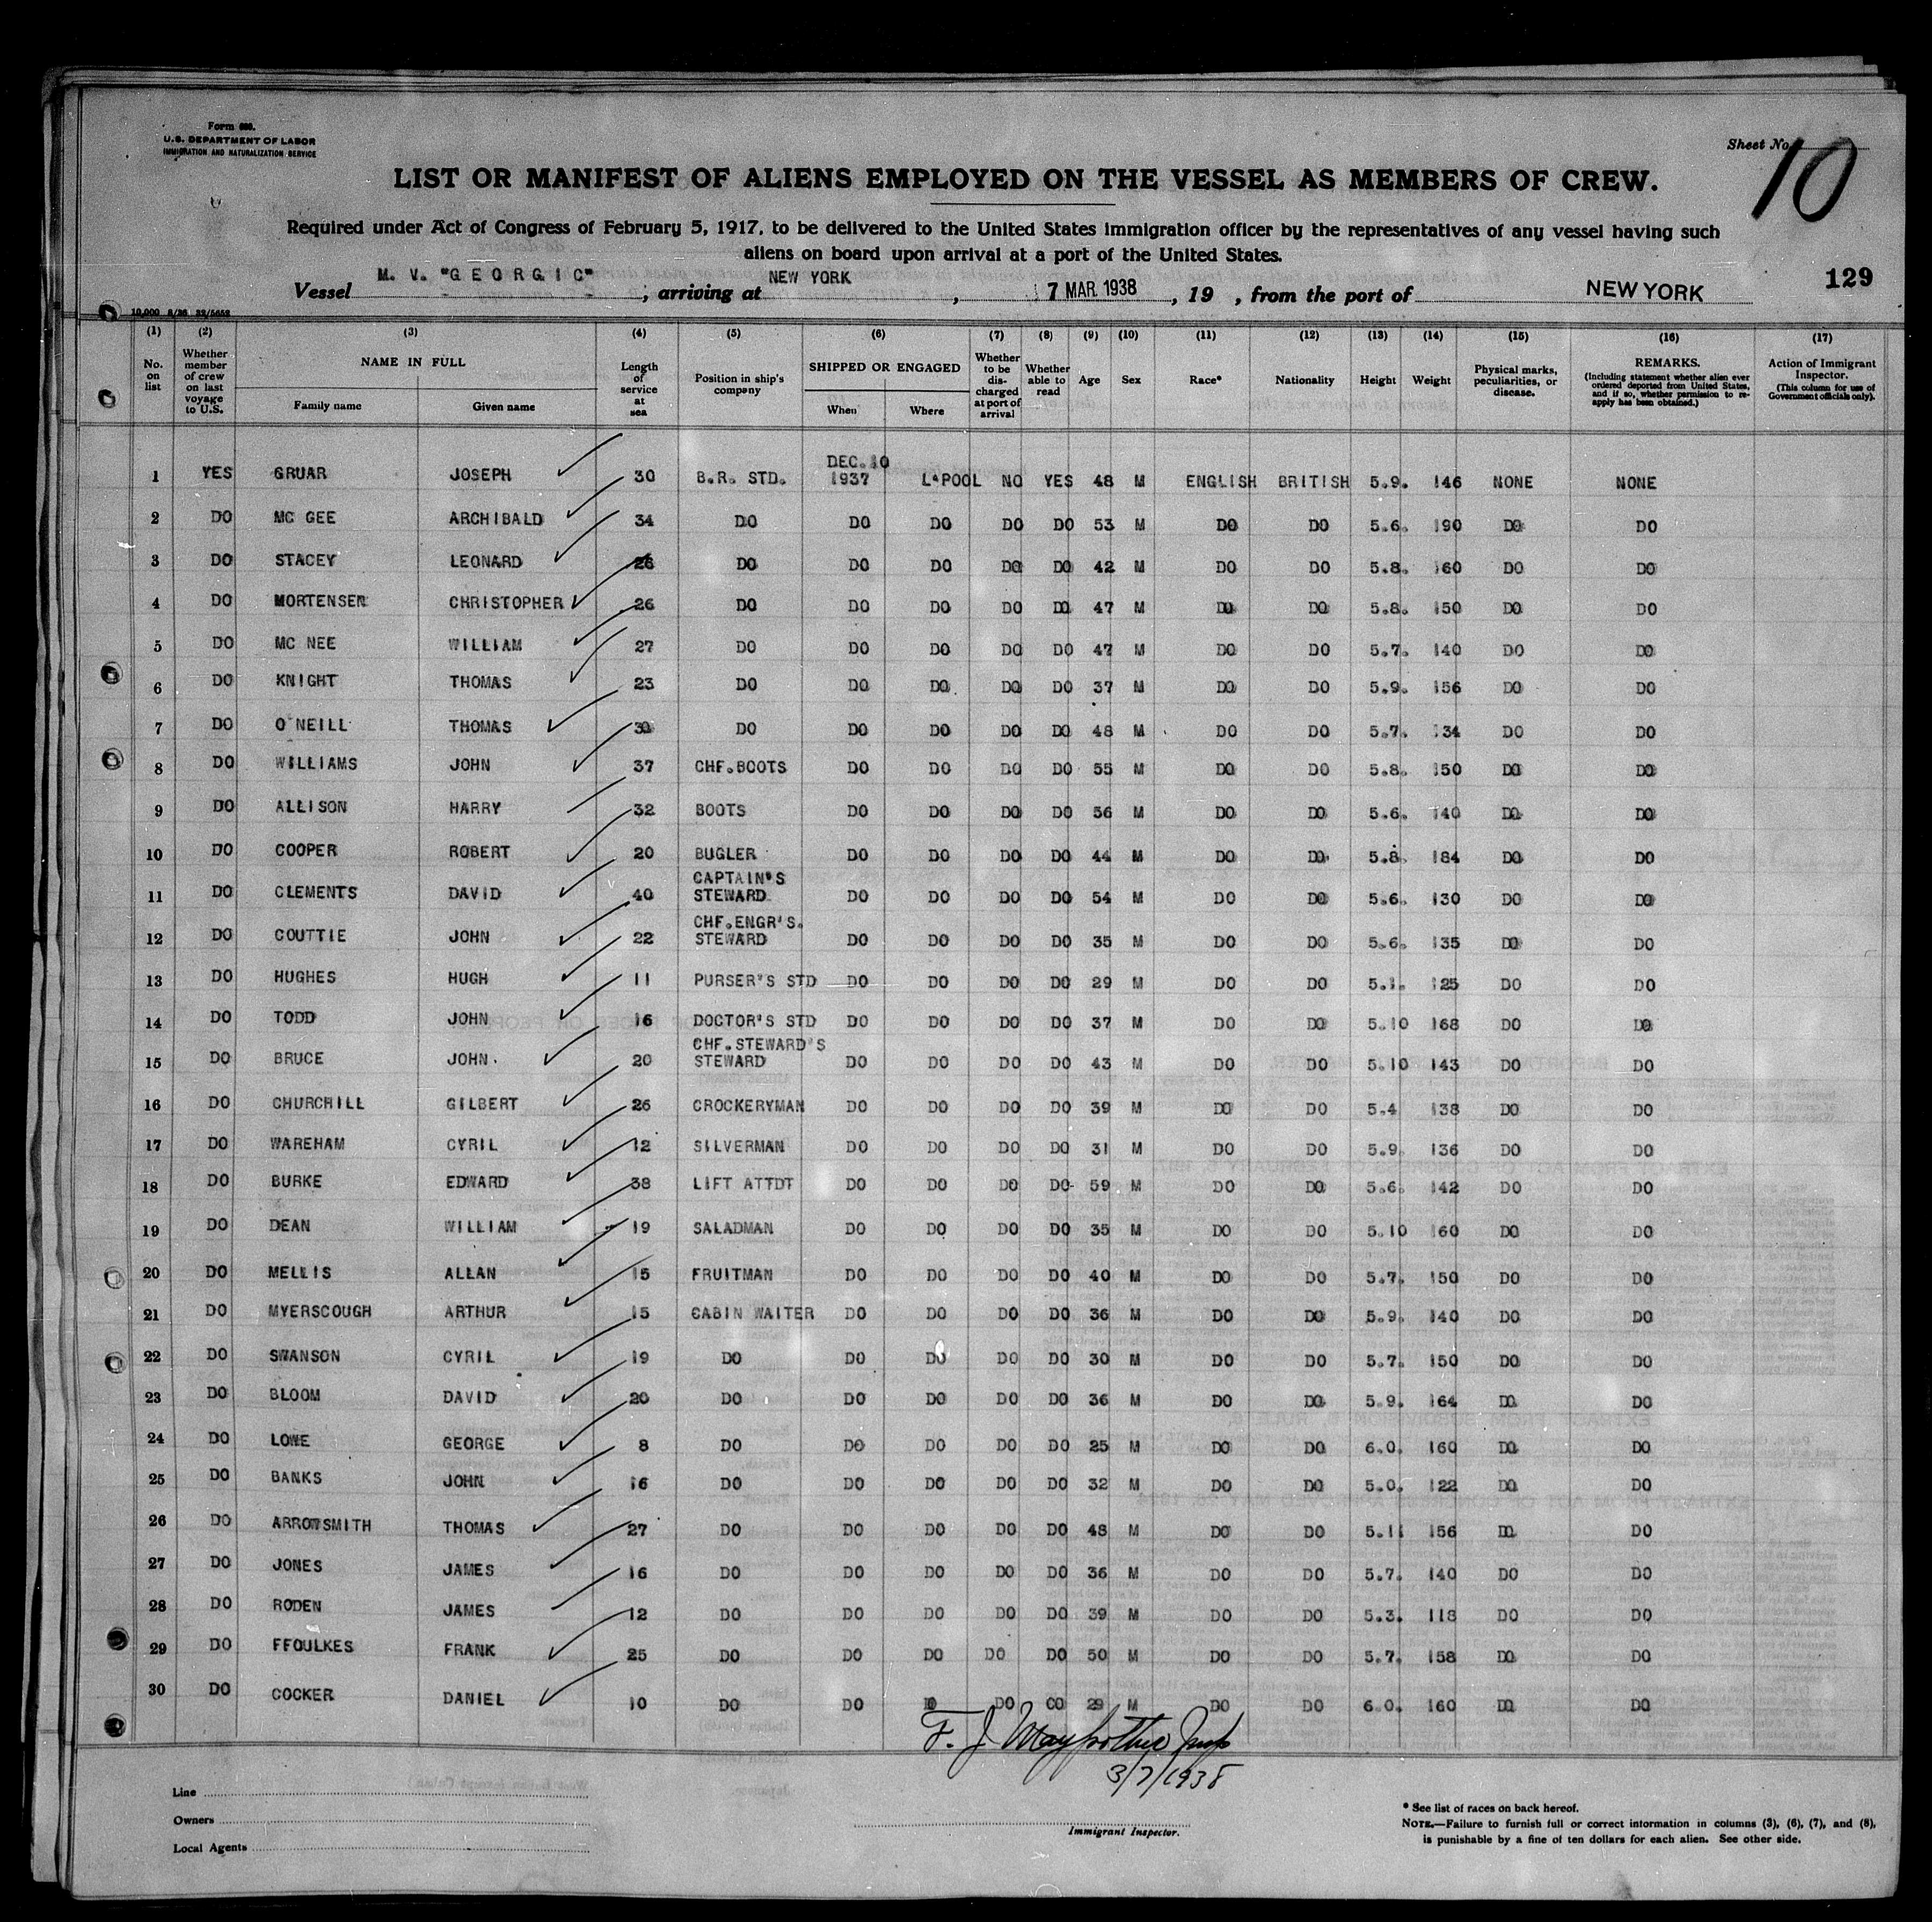 Form 680.
U.S. DEPARTMENT OF LABOR
IMMIGRATION AND NATURALIZATION SERVICE
Sheet No. 10
LIST OR MANIFEST OF ALIENS EMPLOYED ON THE VESSEL AS MEMBERS OF CREW.
Required under Act of Congress of February 5, 1917, to be delivered to the United States immigration officer by the representatives of any vessel having such
aliens on board upon arrival at a port of the United States.
129
Vessel M. V. "GEORGIC", arriving at NEW YORK, 7 MAR. 1938, 19 , from the port of NEW YORK
(1) (2) (3) (4) (5) (6) (7) (8) (9) (10) (11) (12) (13) (14) (15) (16) (17)
No. on list Whether member of crew on last voyage to U.S. NAME IN FULL Family name Given name Length of service at sea Position in ship's company SHIPPED OR ENGAGED When Where Whether to be discharged at port of arrival Whether able to read Age Sex Race* Nationality Height Weight Physical marks, peculiarities, or disease. REMARKS. (Including statement whether alien ever ordered deported from United States, and if so, whether permission to re-apply has been obtained.) Action of Immigrant Inspector. (This column for use of Government officials only).
1 YES GRUAR JOSEPH 30 B.R. STD. DEC. 10 1937 L'POOL NO YES 48 M ENGLISH BRITISH 5.9. 146 NONE NONE
2 DO MC GEE ARCHIBALD 34 DO DO DO DO DO 53 M DO DO 5.6. 190 DO DO
3 DO STACEY LEONARD 26 DO DO DO DO DO 42 M DO DO 5.8. 160 DO DO
4 DO MORTENSEN CHRISTOPHER 26 DO DO DO DO DO 47 M DO DO 5.8. 150 DO DO
5 DO MC NEE WILLIAM 27 DO DO DO DO DO 47 M DO DO 5.7. 140 DO DO
6 DO KNIGHT THOMAS 23 DO DO DO DO DO 37 M DO DO 5.9. 156 DO DO
7 DO O'NEILL THOMAS DO DO DO DO DO 48 M DO DO 5.7. 134 DO DO
8 DO WILLIAMS JOHN 37 CHF.BOOTS DO DO DO DO 55 M DO DO 5.8. 150 DO DO
9 DO ALLISON HARRY 32 BOOTS DO DO DO DO 56 M DO DO 5.6. 140 DO DO
10 DO COOPER ROBERT 20 BUGLER DO DO DO DO 44 M DO DO 5.8. 184 DO DO
11 DO CLEMENTS DAVID 40 CAPTAIN'S STEWARD DO DO DO DO 54 M DO DO 5.6. 130 DO DO
12 DO COUTTIE JOHN 22 CHF.ENGR'S. STEWARD DO DO DO DO 35 M DO DO 5.6. 135 DO DO
13 DO HUGHES HUGH 11 PURSER'S STD DO DO DO DO 29 M DO DO 5.1. 125 DO DO
14 DO TODD JOHN 16 DOCTOR'S STD DO DO DO DO 37 M DO DO 5.10 168 DO DO
15 DO BRUCE JOHN. 20 CHF.STEWARD'S STEWARD DO DO DO DO 43 M DO DO 5.10 143 DO DO
16 DO CHURCHILL GILBERT 26 CROCKERYMAN DO DO DO DO 39 M DO DO 5.4 138 DO DO
17 DO WAREHAM CYRIL 12 SILVERMAN DO DO DO DO 31 M DO DO 5.9. 136 DO DO
18 DO BURKE EDWARD 38 LIFT ATTDT DO DO DO DO 59 M DO DO 5.6. 142 DO DO
19 DO DEAN WILLIAM 19 SALADMAN DO DO DO DO 35 M DO DO 5.10 160 DO DO
20 DO MELLIS ALLAN 15 FRUITMAN DO DO DO DO 40 M DO DO 5.7. 150 DO DO
21 DO MYERSCOUGH ARTHUR 15 CABIN WAITER DO DO DO DO 36 M DO DO 5.9. 140 DO DO
22 DO SWANSON CYRIL 19 DO DO DO DO DO 30 M DO DO 5.7. 150 DO DO
23 DO BLOOM DAVID 20 DO DO DO DO DO 36 M DO DO 5.9. 164 DO DO
24 DO LOWE GEORGE 8 DO DO DO DO DO 25 M DO DO 6.0. 160 DO DO
25 DO BANKS JOHN 16 DO DO DO DO DO 32 M DO DO 5.0. 122 DO DO
26 DO ARROWSMITH THOMAS 27 DO DO DO DO DO 48 M DO DO 5.11 156 DO DO
27 DO JONES JAMES 16 DO DO DO DO DO 36 M DO DO 5.7. 140 DO DO
28 DO RODEN JAMES 12 DO DO DO DO DO 39 M DO DO 5.3. 118 DO DO
29 DO FFOULKES FRANK 25 DO DO DO DO DO 50 M DO DO 5.7. 158 DO DO
30 DO COCKER DANIEL 10 DO DO DO DO CO 29 M DO DO 6.0. 160 DO DO
F. J. Insp
3/7/1938
Line
Owners
Local Agents
Immigrant Inspector.
* See list of races on back hereof.
NOTE.—Failure to furnish full or correct information in columns (3), (6), (7), and (8),
is punishable by a fine of ten dollars for each alien. See other side.